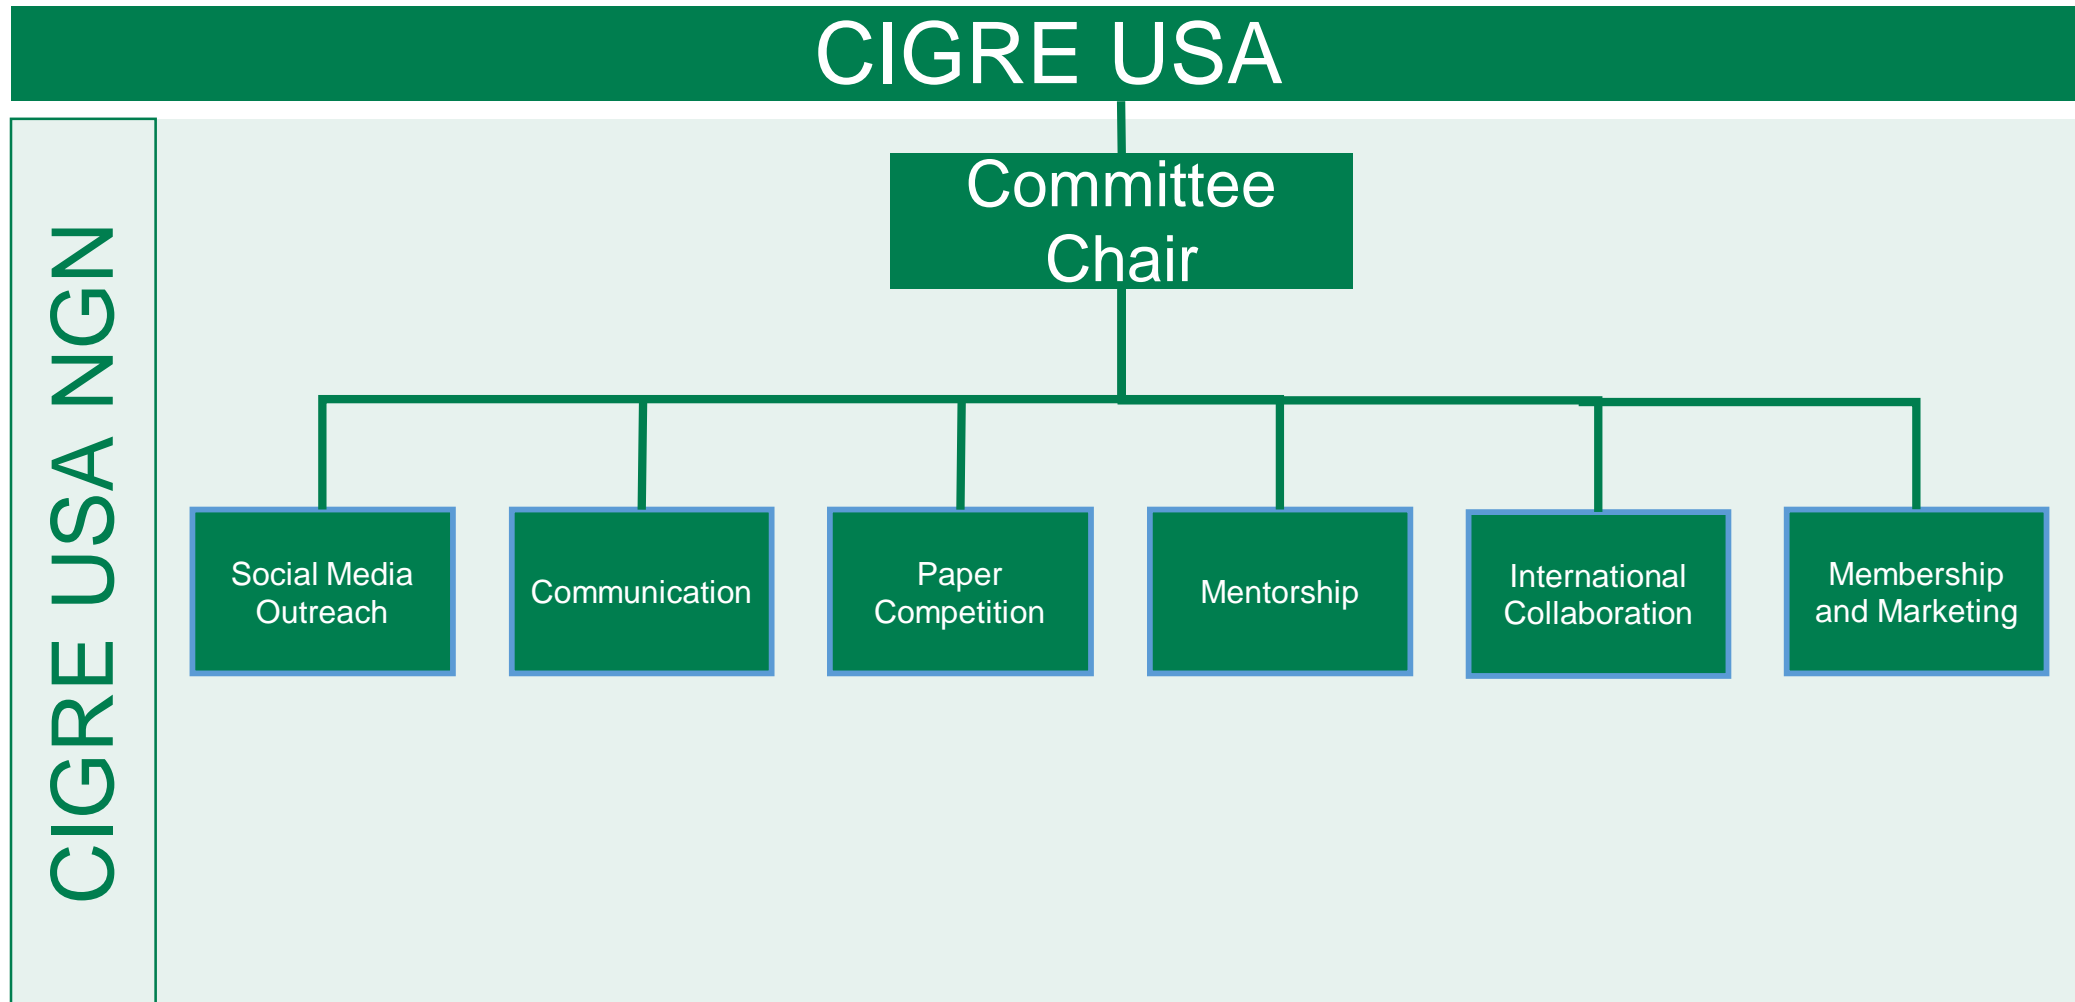 CIGRE USA
CIGRE USA NGN
Committee
Chair
Social Media
Outreach
Communication
Paper
Competition
Mentorship
International
Collaboration
Membership
and Marketing